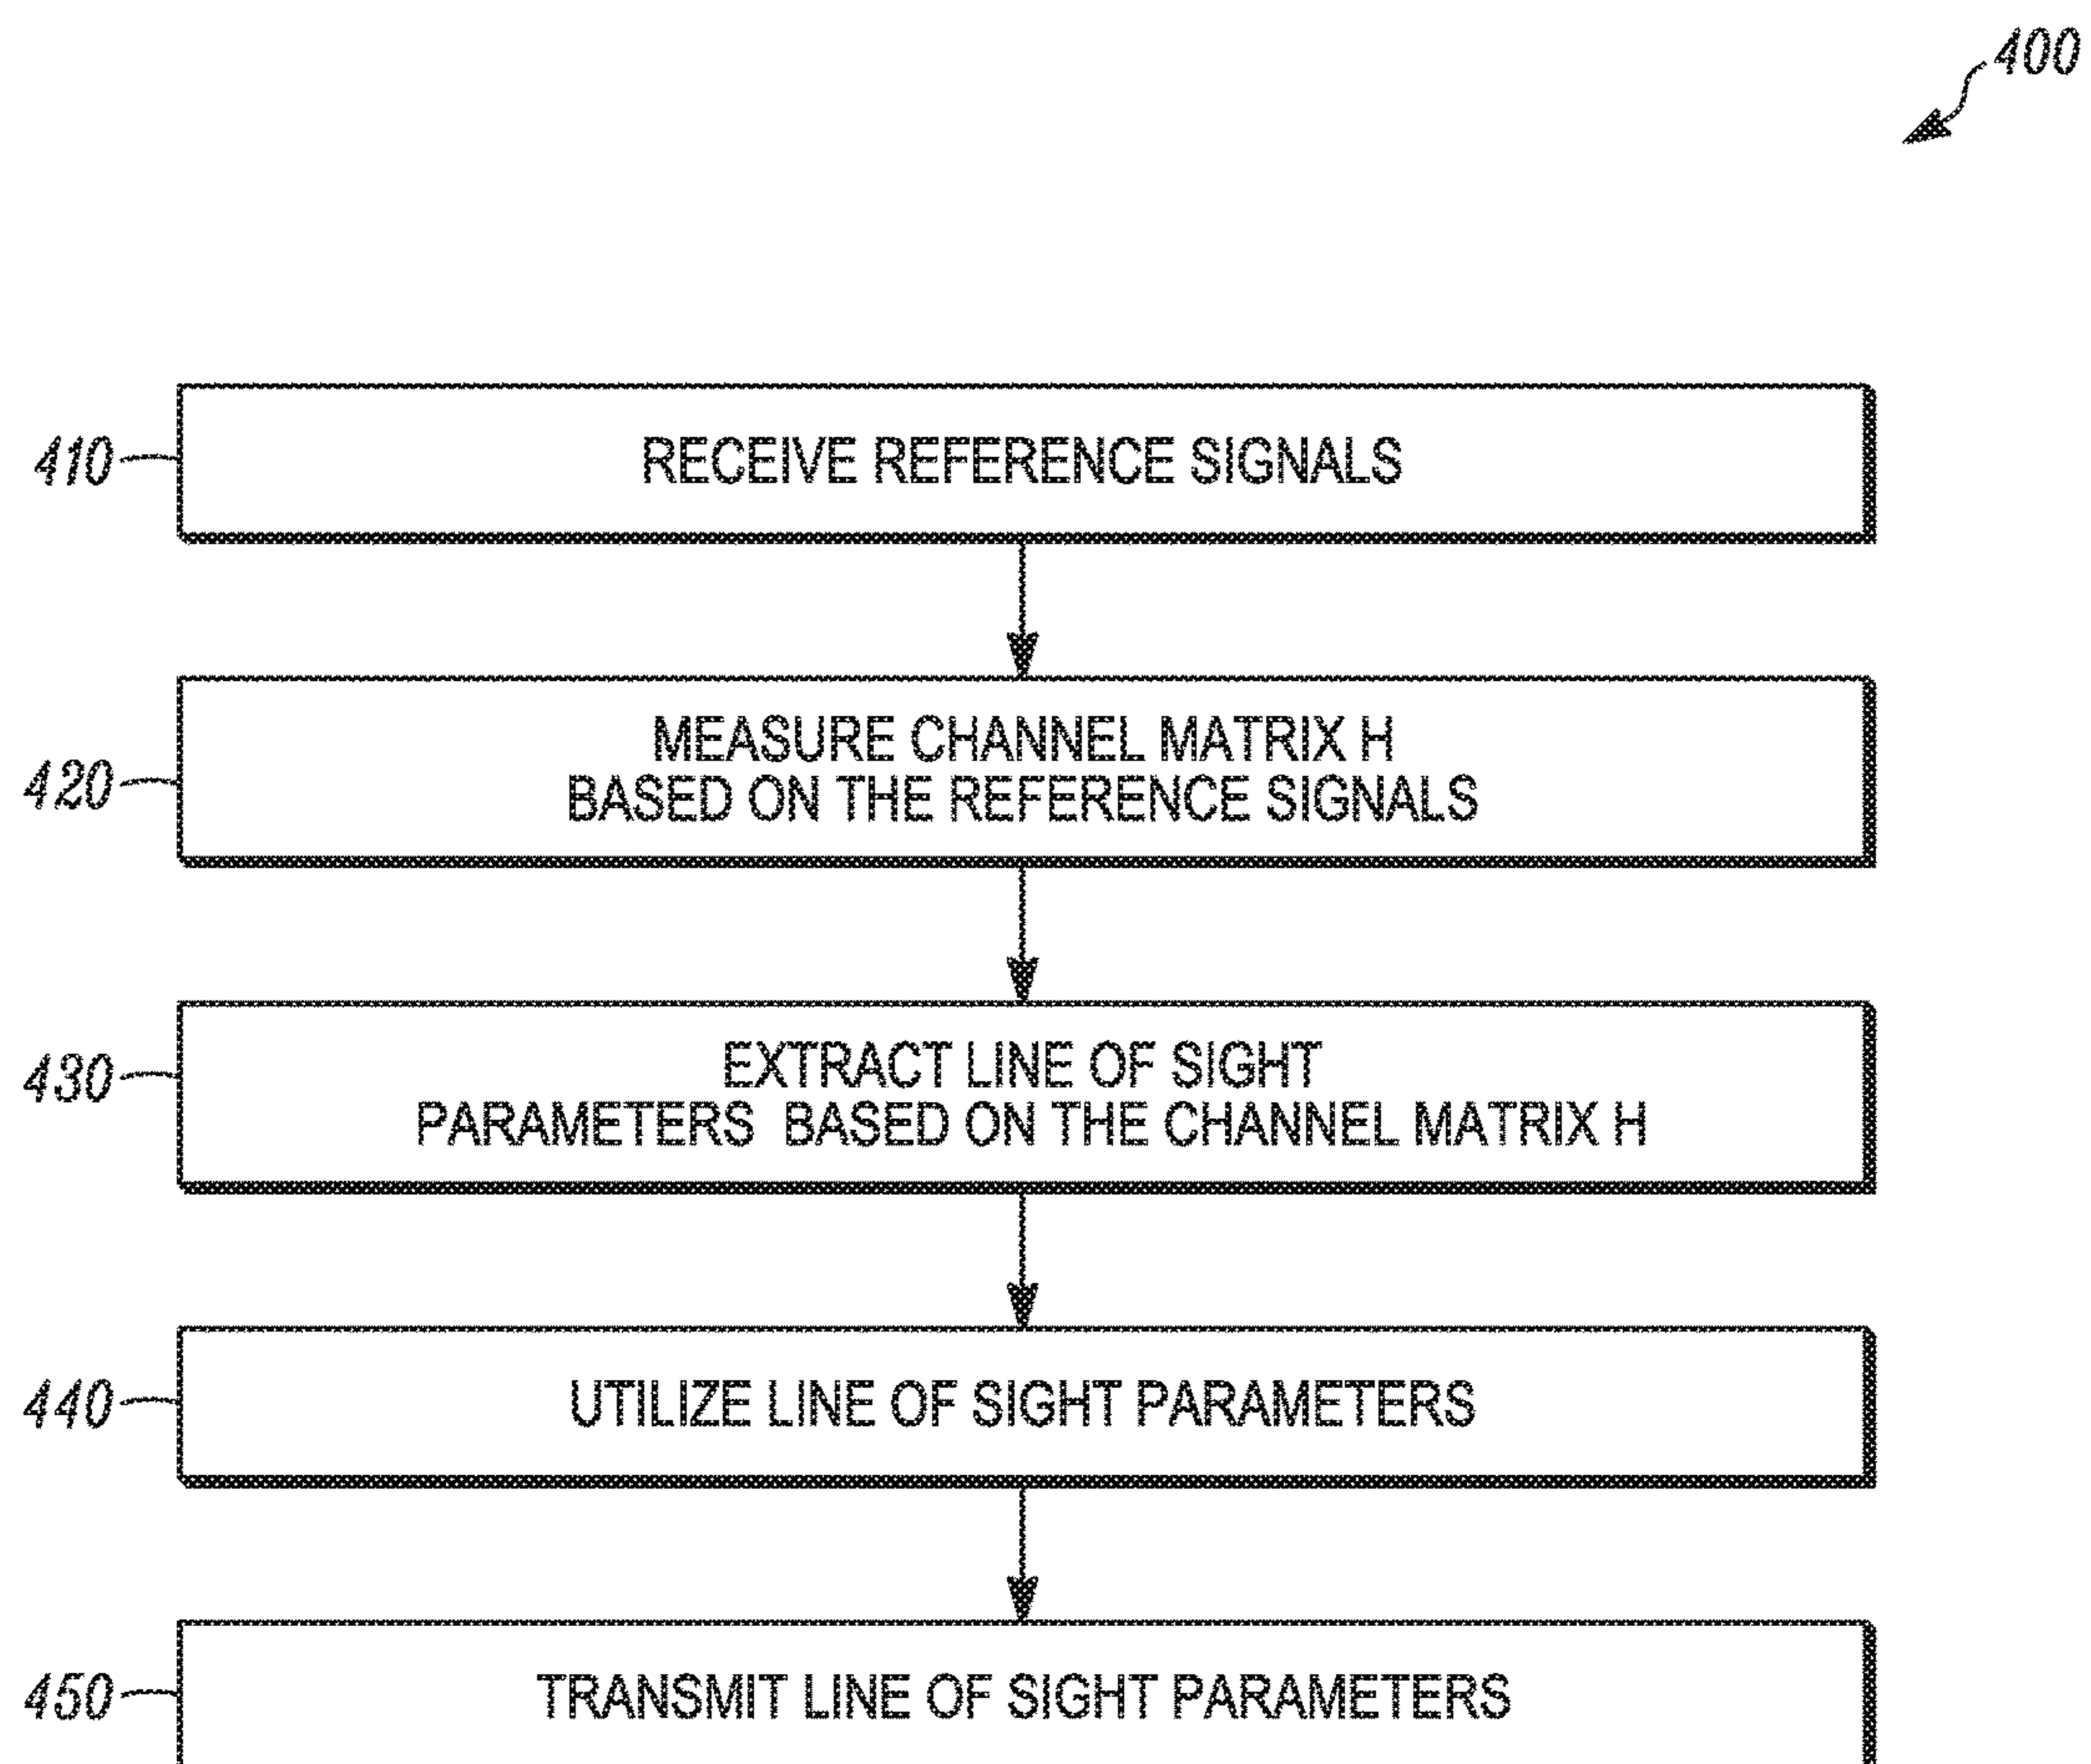 400
410
RECEIVE REFERENCE SIGNALS
420
MEASURE CHANNEL MATRIX H
BASED ON THE REFERENCE SIGNALS
430
EXTRACT LINE OF SIGHT
PARAMETERS BASED ON THE CHANNEL MATRIX H
440
UTILIZE LINE OF SIGHT PARAMETERS
450
TRANSMIT LINE OF SIGHT PARAMETERS